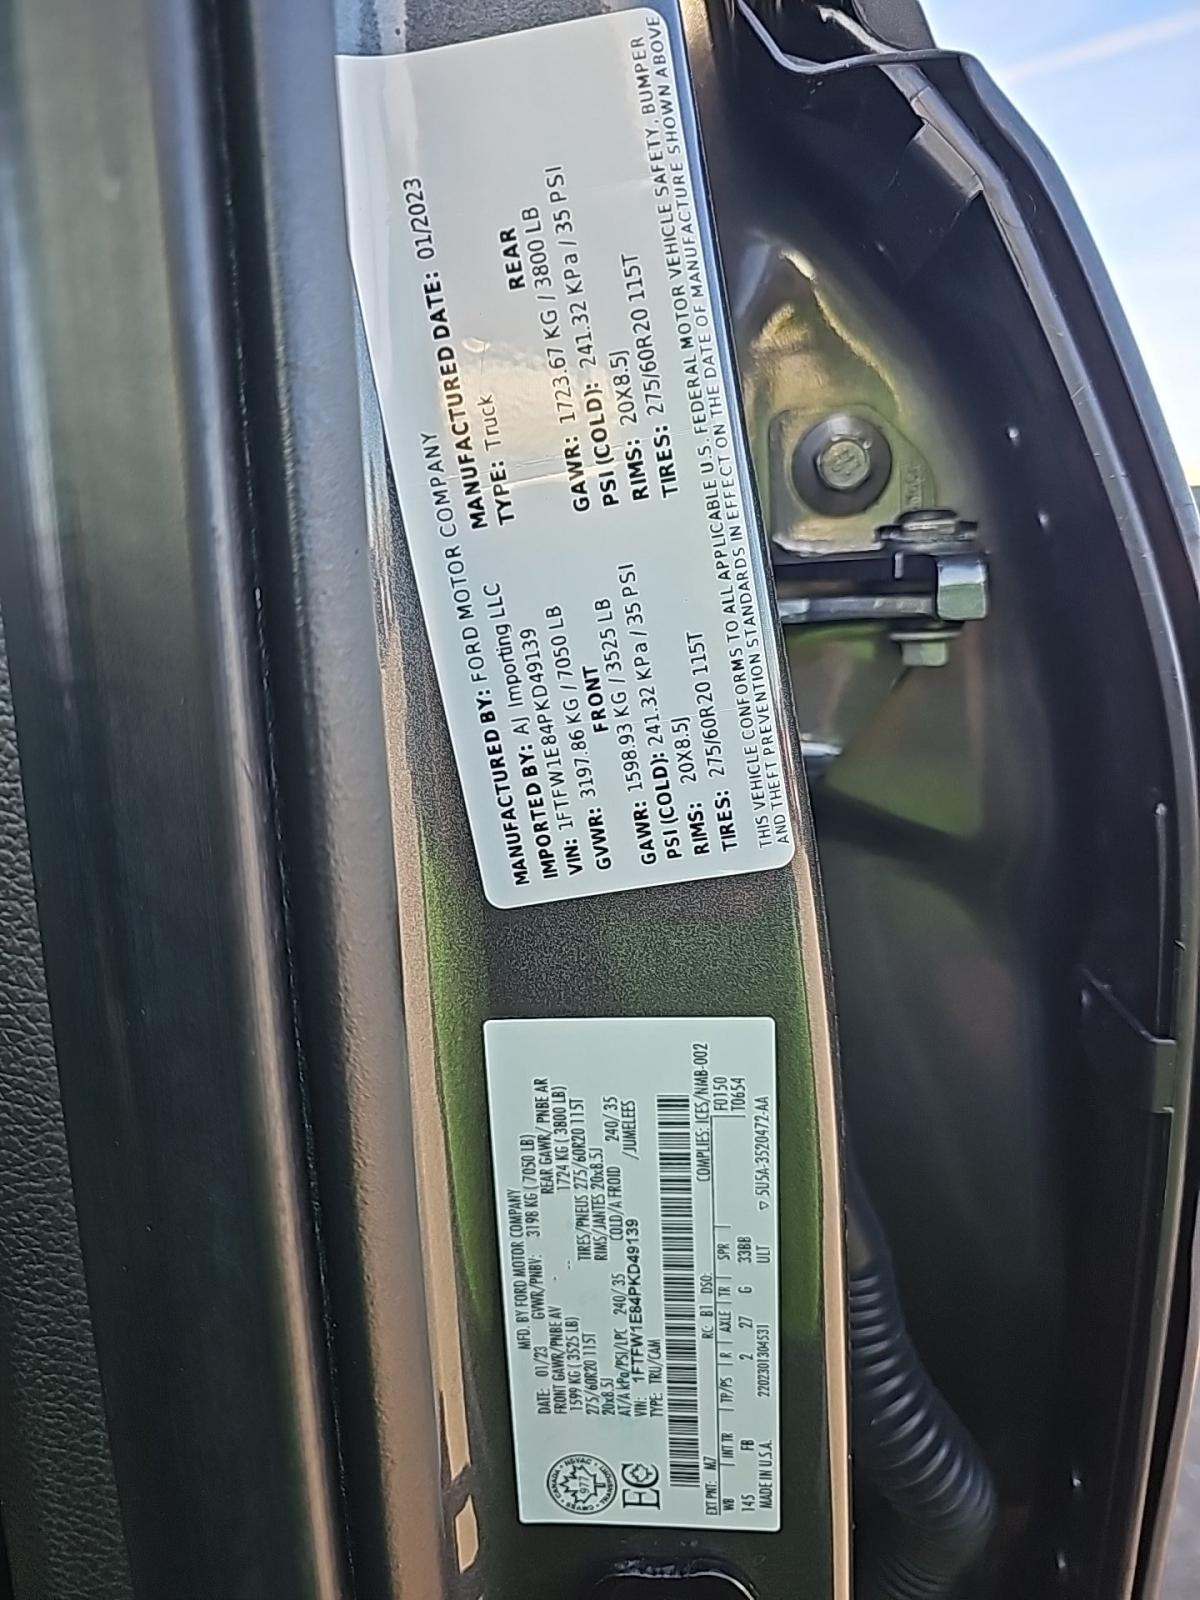 MFD. BY FORD MOTOR COMPANY
DATE: 01/23 GVWR/PNBV: 3198 KG ( 7050 LB)
FRONT GAWR/PNBE AV REAR GAWR/ PNBE AR
1599 KG ( 3525 LB) 1724 KG ( 3800 LB)
275/60R20 115T TIRES/PNEUS 275/60R20 115T
20x8.5J RIMS/JANTES 20x8.5J
AT/A kPa/PSI/LPC 240/35 COLD/A FROID 240/35
VIN: 1FTFW1E84PKD49139 /JUMELEES
TYPE: TRU/CAM
CANADA
977
EC
EXT PNT: M7 RC: B1 DSO: COMPLIES: ICES/NMB-002
WB INT TR TP/PS R AXLE TR SPR F0150
145 FB 2 27 G 33BB T0654
MADE IN U.S.A. 2202301304531 ULT ▽ 5U5A-3520472-AA
MANUFACTURED BY: FORD MOTOR COMPANY
IMPORTED BY: AJ Importing LLC MANUFACTURED DATE: 01/2023
VIN: 1FTFW1E84PKD49139 TYPE: Truck
GVWR: 3197.86 KG / 7050 LB
FRONT REAR
GAWR: 1598.93 KG / 3525 LB GAWR: 1723.67 KG / 3800 LB
PSI (COLD): 241.32 KPa / 35 PSI PSI (COLD): 241.32 KPa / 35 PSI
RIMS: 20X8.5J RIMS: 20X8.5J
TIRES: 275/60R20 115T TIRES: 275/60R20 115T
THIS VEHICLE CONFORMS TO ALL APPLICABLE U.S. FEDERAL MOTOR VEHICLE SAFETY, BUMPER
AND THEFT PREVENTION STANDARDS IN EFFECT ON THE DATE OF MANUFACTURE SHOWN ABOVE